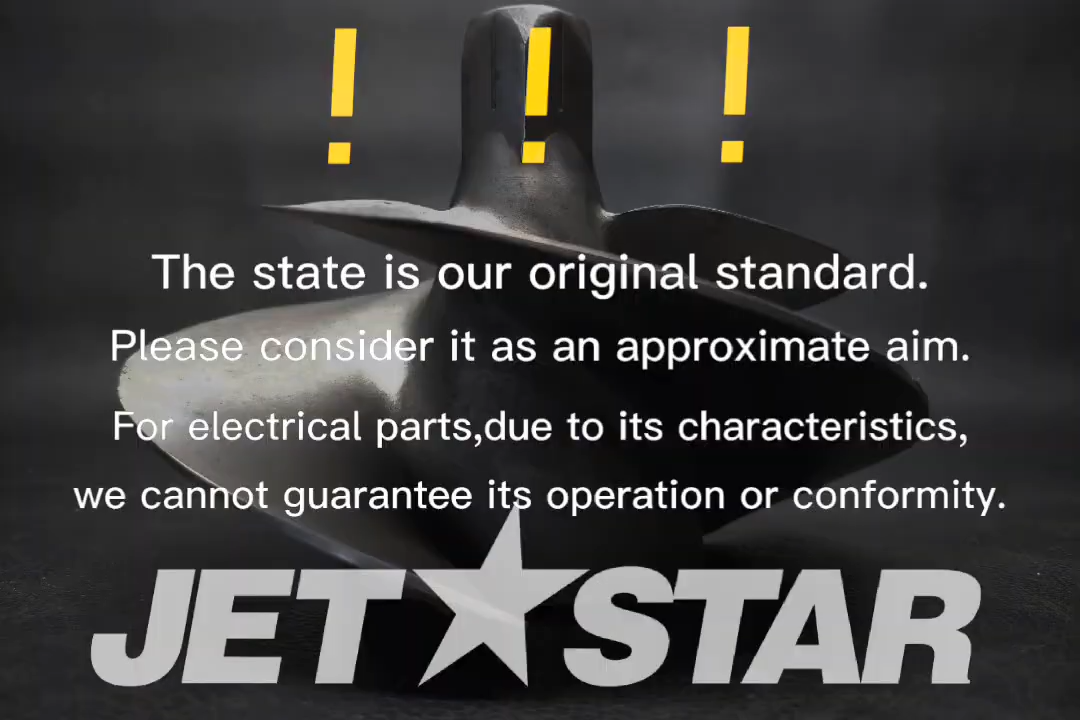 ! ! !
The state is our original standard.
Please consider it as an approximate aim.
For electrical parts,due to its characteristics,
we cannot guarantee its operation or conformity.
JET★STAR